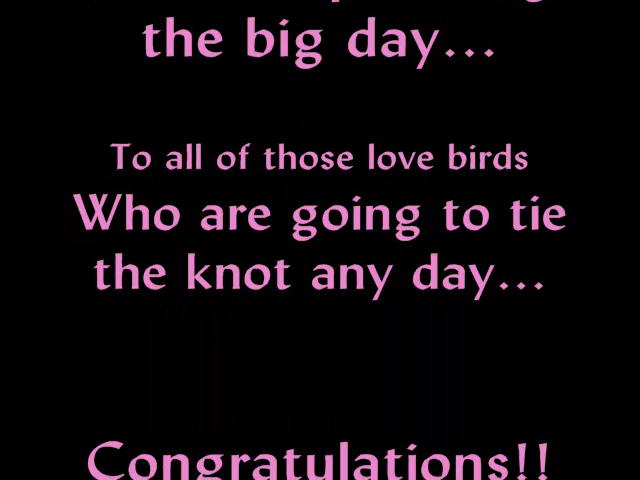 the big day...
To all of those love birds
Who are going to tie
the knot any day...
Congratulations!!